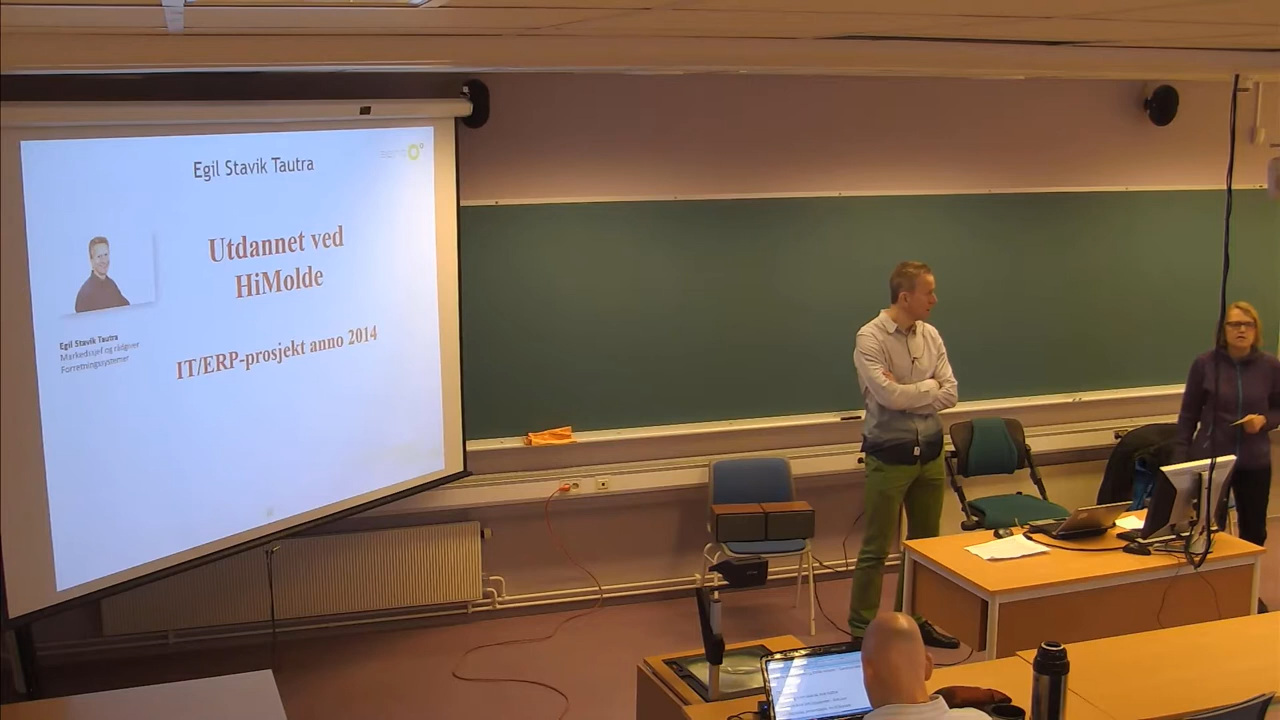 Egil Stavik Tautra
Utdannet ved
HiMolde
IT/ERP-prosjekt anno 2014
Egil Stavik Tautra
Markedssjef og rådgiver
Forretningssystemer